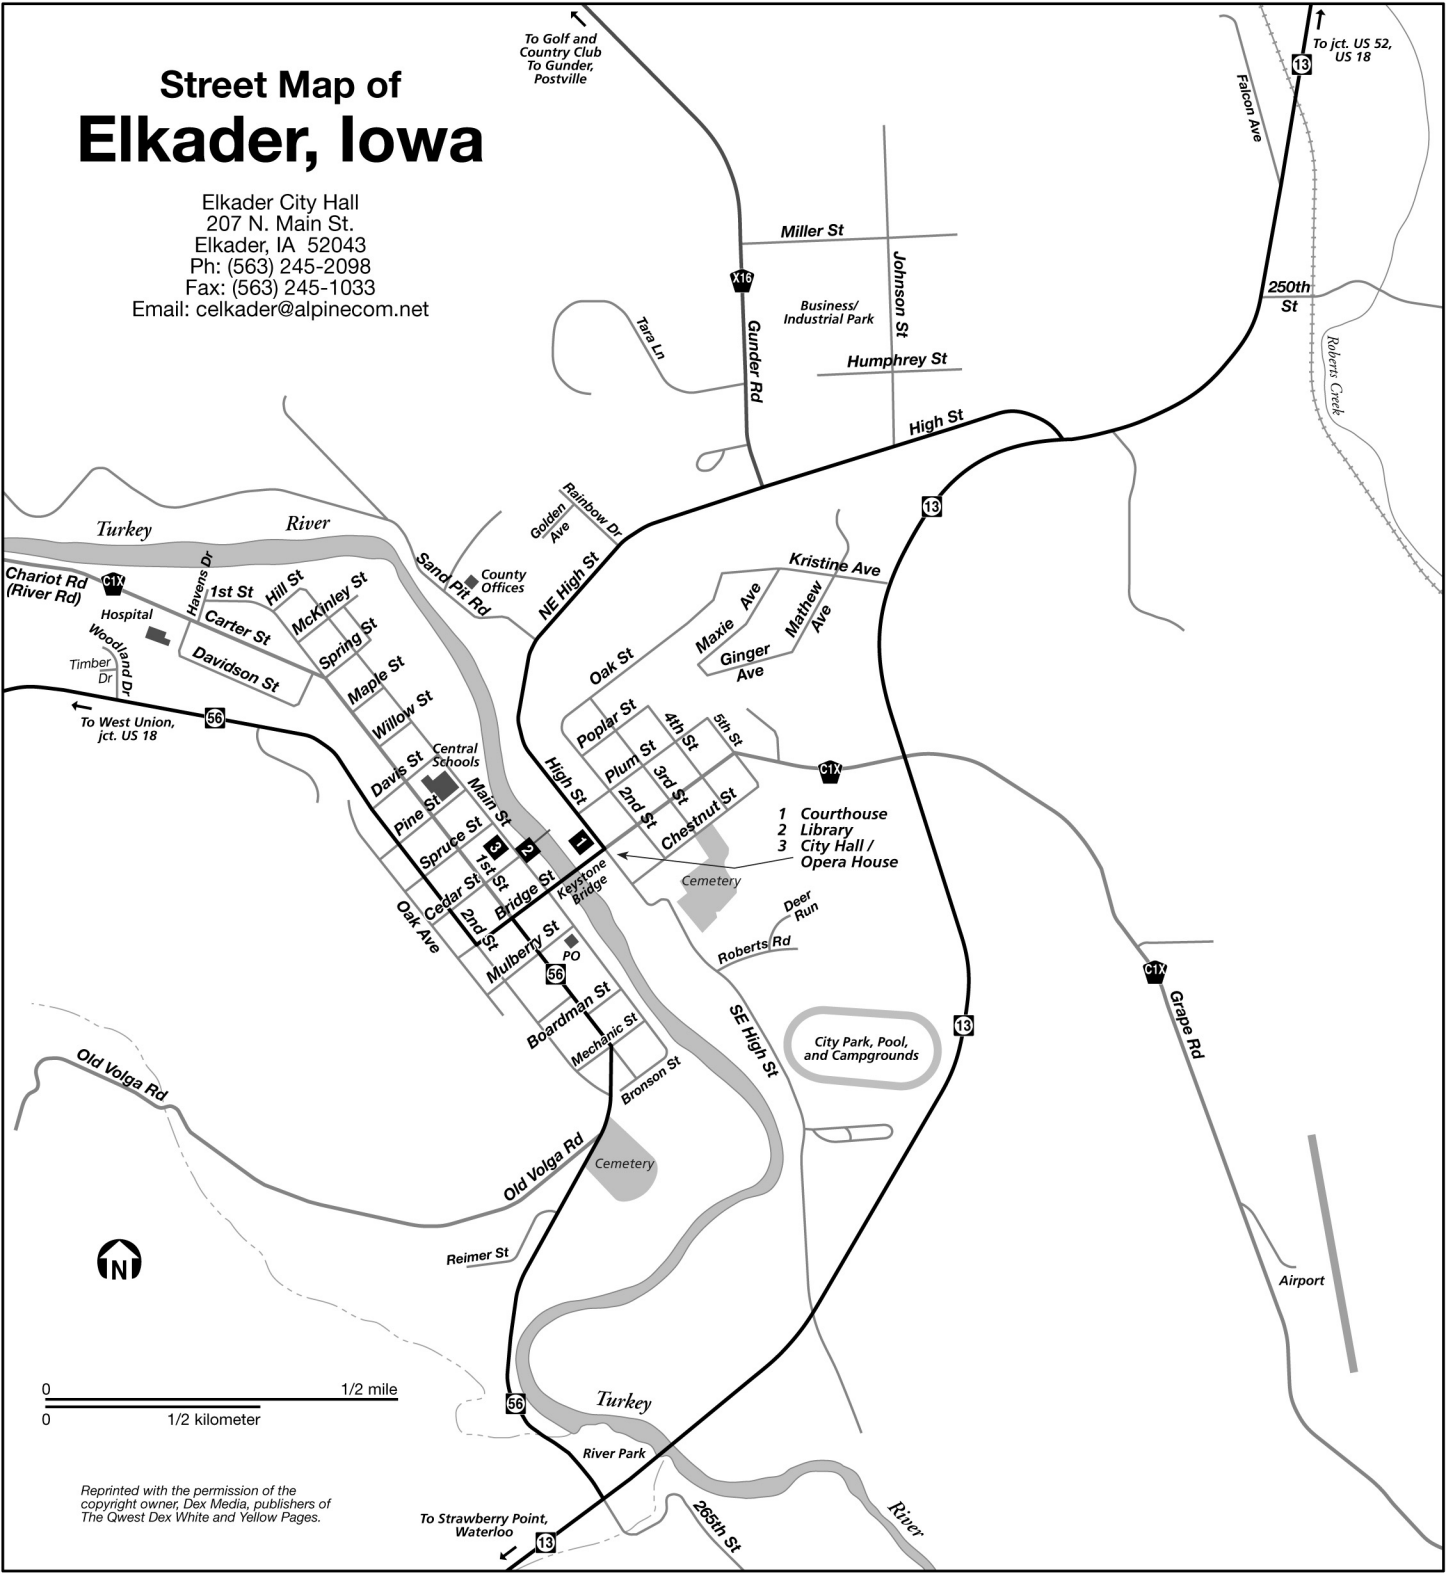 Street Map of
Elkader, Iowa
Elkader City Hall
207 N. Main St.
Elkader, IA 52043
Ph: (563) 245-2098
Fax: (563) 245-1033
Email: celkader@alpinecom.net
To Golf and
Country Club
To Gunder,
Postville
To jct. US 52,
US 18
13
Falcon Ave
Miller St
X16
Johnson St
Business/
Industrial Park
250th
St
Tara Ln
Gunder Rd
Humphrey St
Roberts Creek
High St
13
Rainbow Dr
Golden
Ave
Turkey
River
Sand Pit Rd
County
Offices
NE High St
Kristine Ave
Chariot Rd
(River Rd)
C1X
Havens Dr
1st St
Hill St
McKinley St
Hospital
Carter St
Spring St
Maxie Ave
Mathew
Ave
Ginger
Ave
Woodland Dr
Timber
Dr
Davidson St
Maple St
Oak St
To West Union,
jct. US 18
56
Willow St
Poplar St
4th St
5th St
Central
Schools
Davis St
High St
Plum St
3rd St
2nd St
C1X
Pine St
Main St
Chestnut St
Spruce St
1 Courthouse
2 Library
3 City Hall /
Opera House
3
2
1
1st St
Cedar St
Bridge St
Keystone
Bridge
Cemetery
Oak Ave
2nd St
Deer
Run
Mulberry St
PO
Roberts Rd
56
C1X
Boardman St
SE High St
Grape Rd
13
Mechanic St
City Park, Pool,
and Campgrounds
Bronson St
Old Volga Rd
Old Volga Rd
Cemetery
Reimer St
N
Airport
0
1/2 mile
0
1/2 kilometer
56
Turkey
River Park
Reprinted with the permission of the
copyright owner, Dex Media, publishers of
The Qwest Dex White and Yellow Pages.
To Strawberry Point,
Waterloo
13
265th St
River